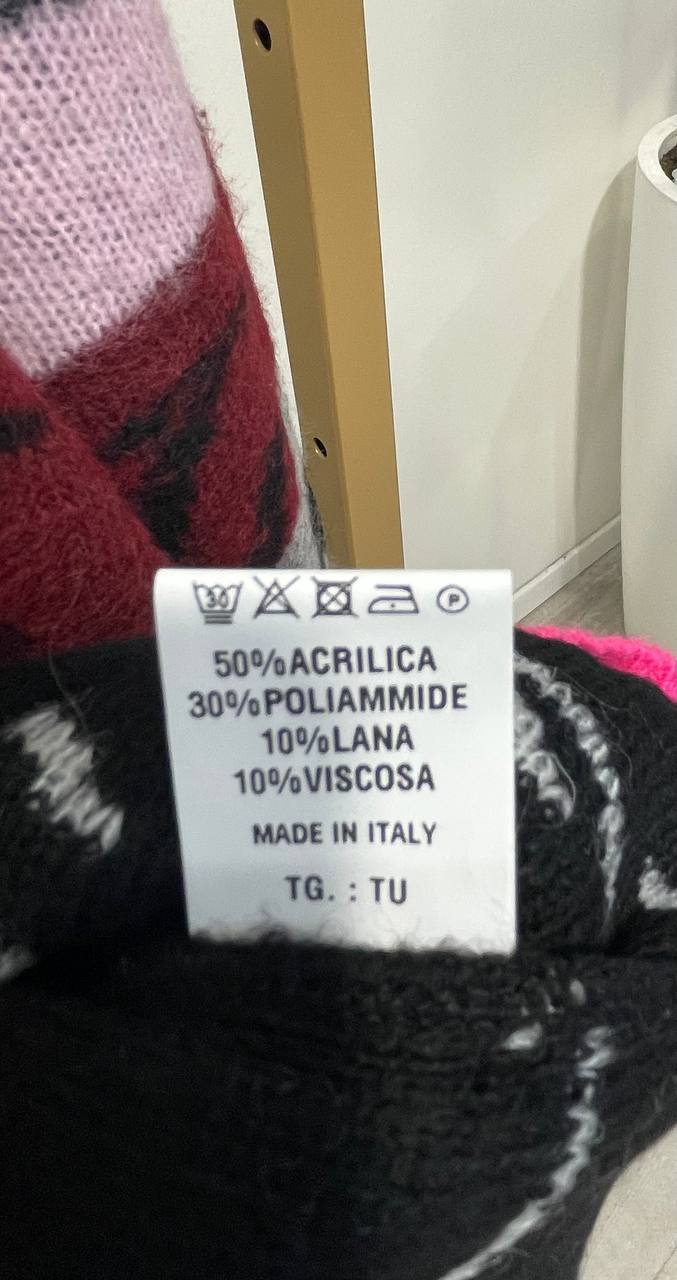 30
P
50%ACRILICA
30%POLIAMMIDE
10%LANA
10%VISCOSA
MADE IN ITALY
TG. : TU